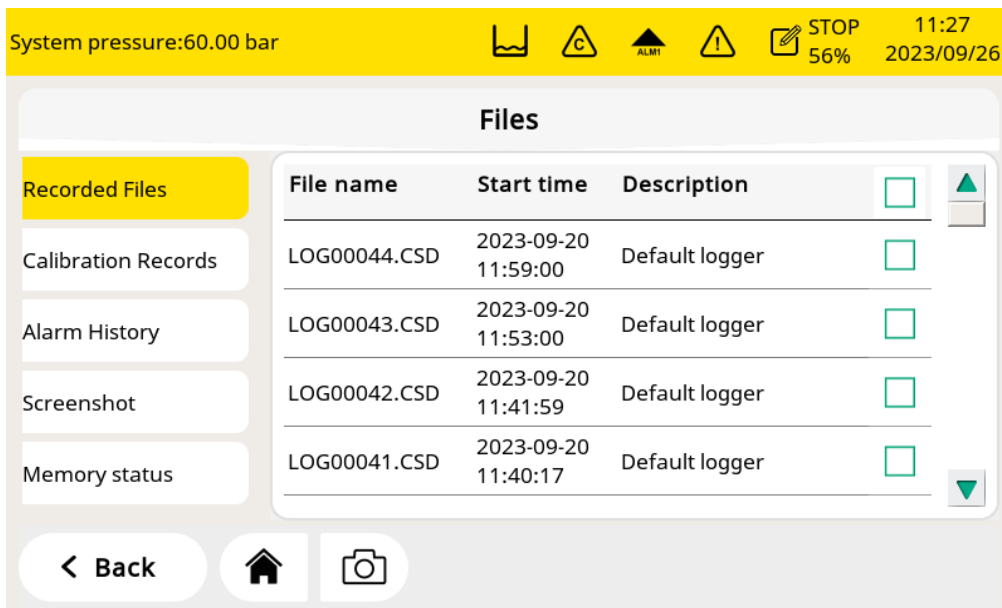 System pressure:60.00 bar
C
ALM1
!
STOP
56%
11:27
2023/09/26
Files
Recorded Files
Calibration Records
Alarm History
Screenshot
Memory status
File name Start time Description
LOG00044.CSD 2023-09-20 11:59:00 Default logger
LOG00043.CSD 2023-09-20 11:53:00 Default logger
LOG00042.CSD 2023-09-20 11:41:59 Default logger
LOG00041.CSD 2023-09-20 11:40:17 Default logger
Back